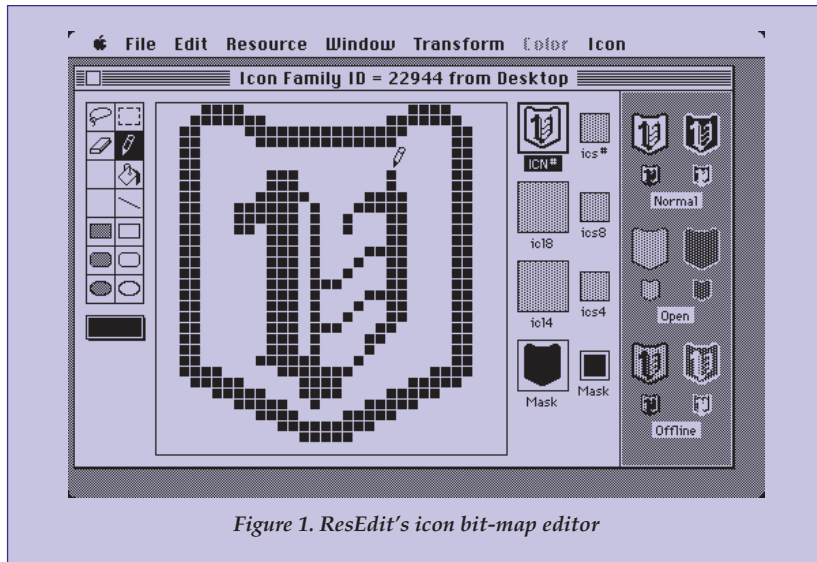 File Edit Resource Window Transform Color Icon
Icon Family ID = 22944 from Desktop
ICN#
ics#
Normal
icl8
ics8
Open
icl4
ics4
Mask
Mask
Offline
Figure 1. ResEdit's icon bit-map editor